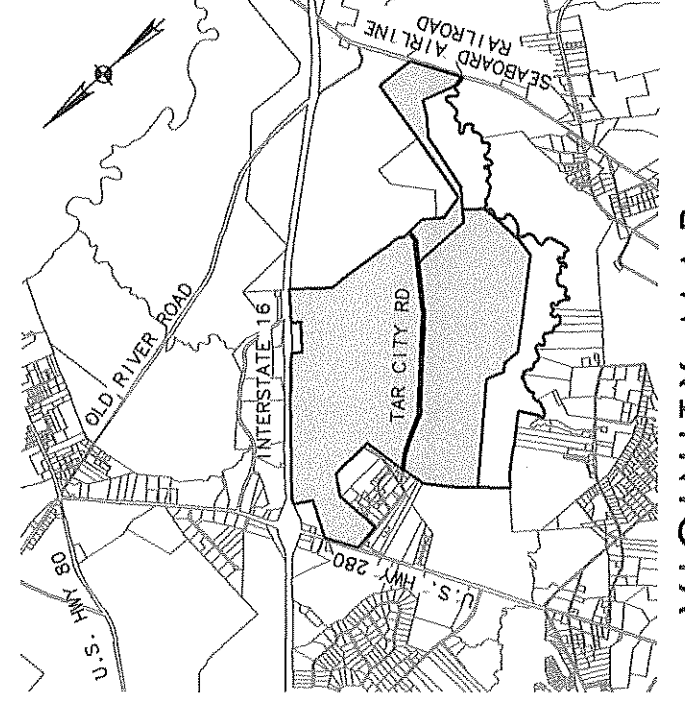 SEABOARD AIRLINE
RAILROAD
OLD RIVER ROAD
INTERSTATE 16
TAR CITY RD
U.S. HWY 280
U.S. HWY 80